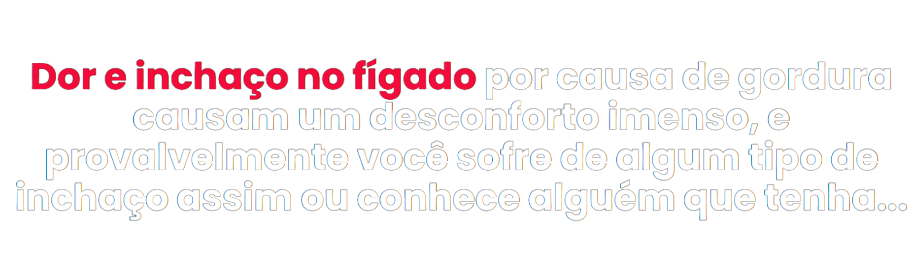 Dor e inchaço no fígado por causa de gordura
causam um desconforto imenso, e
provalvelmente você sofre de algum tipo de
inchaço assim ou conhece alguém que tenha...